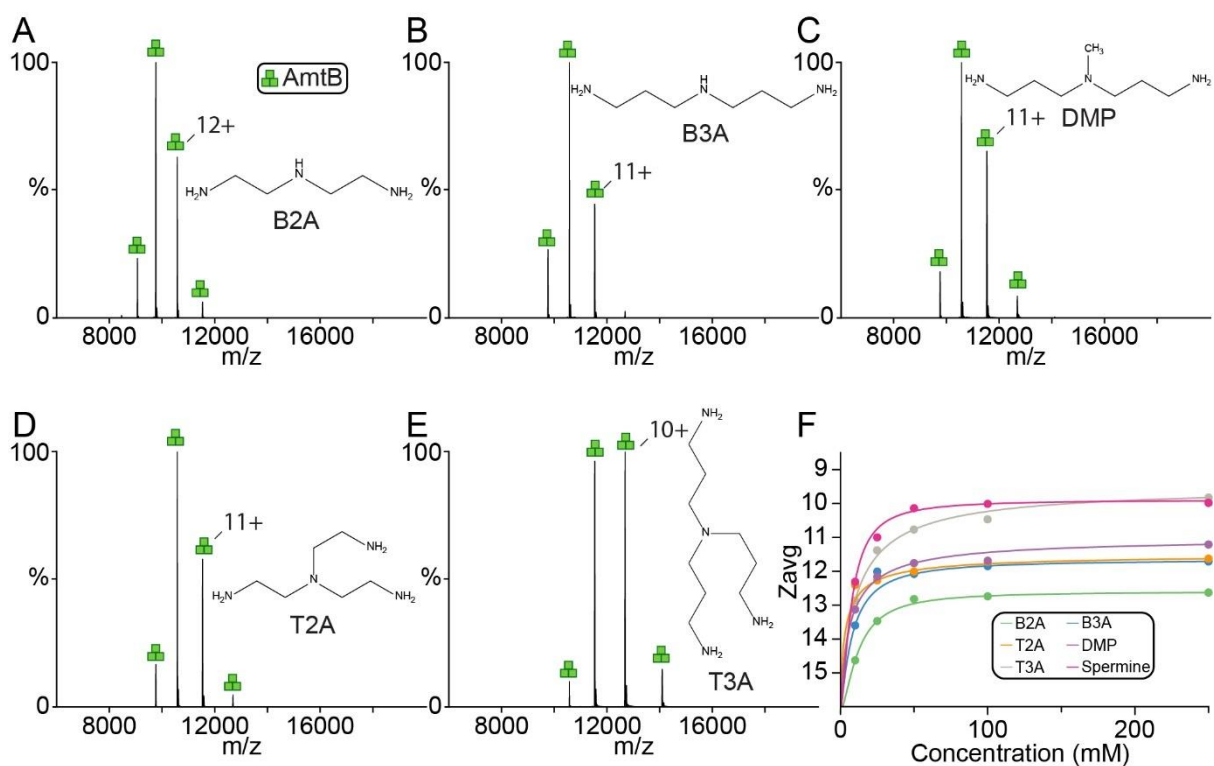 A
100
AmtB
12+
%
H
N
H₂N
NH₂
B2A
0
8000
12000
16000
m/z
B
100
H
N
H₂N
NH₂
B3A
11+
%
0
8000
12000
16000
m/z
C
100
CH₃
N
H₂N
NH₂
11+
DMP
%
0
8000
12000
16000
m/z
D
100
11+
%
NH₂
N
H₂N
NH₂
T2A
0
8000
12000
16000
m/z
E
100
NH₂
10+
%
N
NH₂
NH₂
T3A
0
8000
12000
16000
m/z
F
9
10
11
12
13
14
15
Zavg
B2A B3A
T2A DMP
T3A Spermine
0 100 200
Concentration (mM)